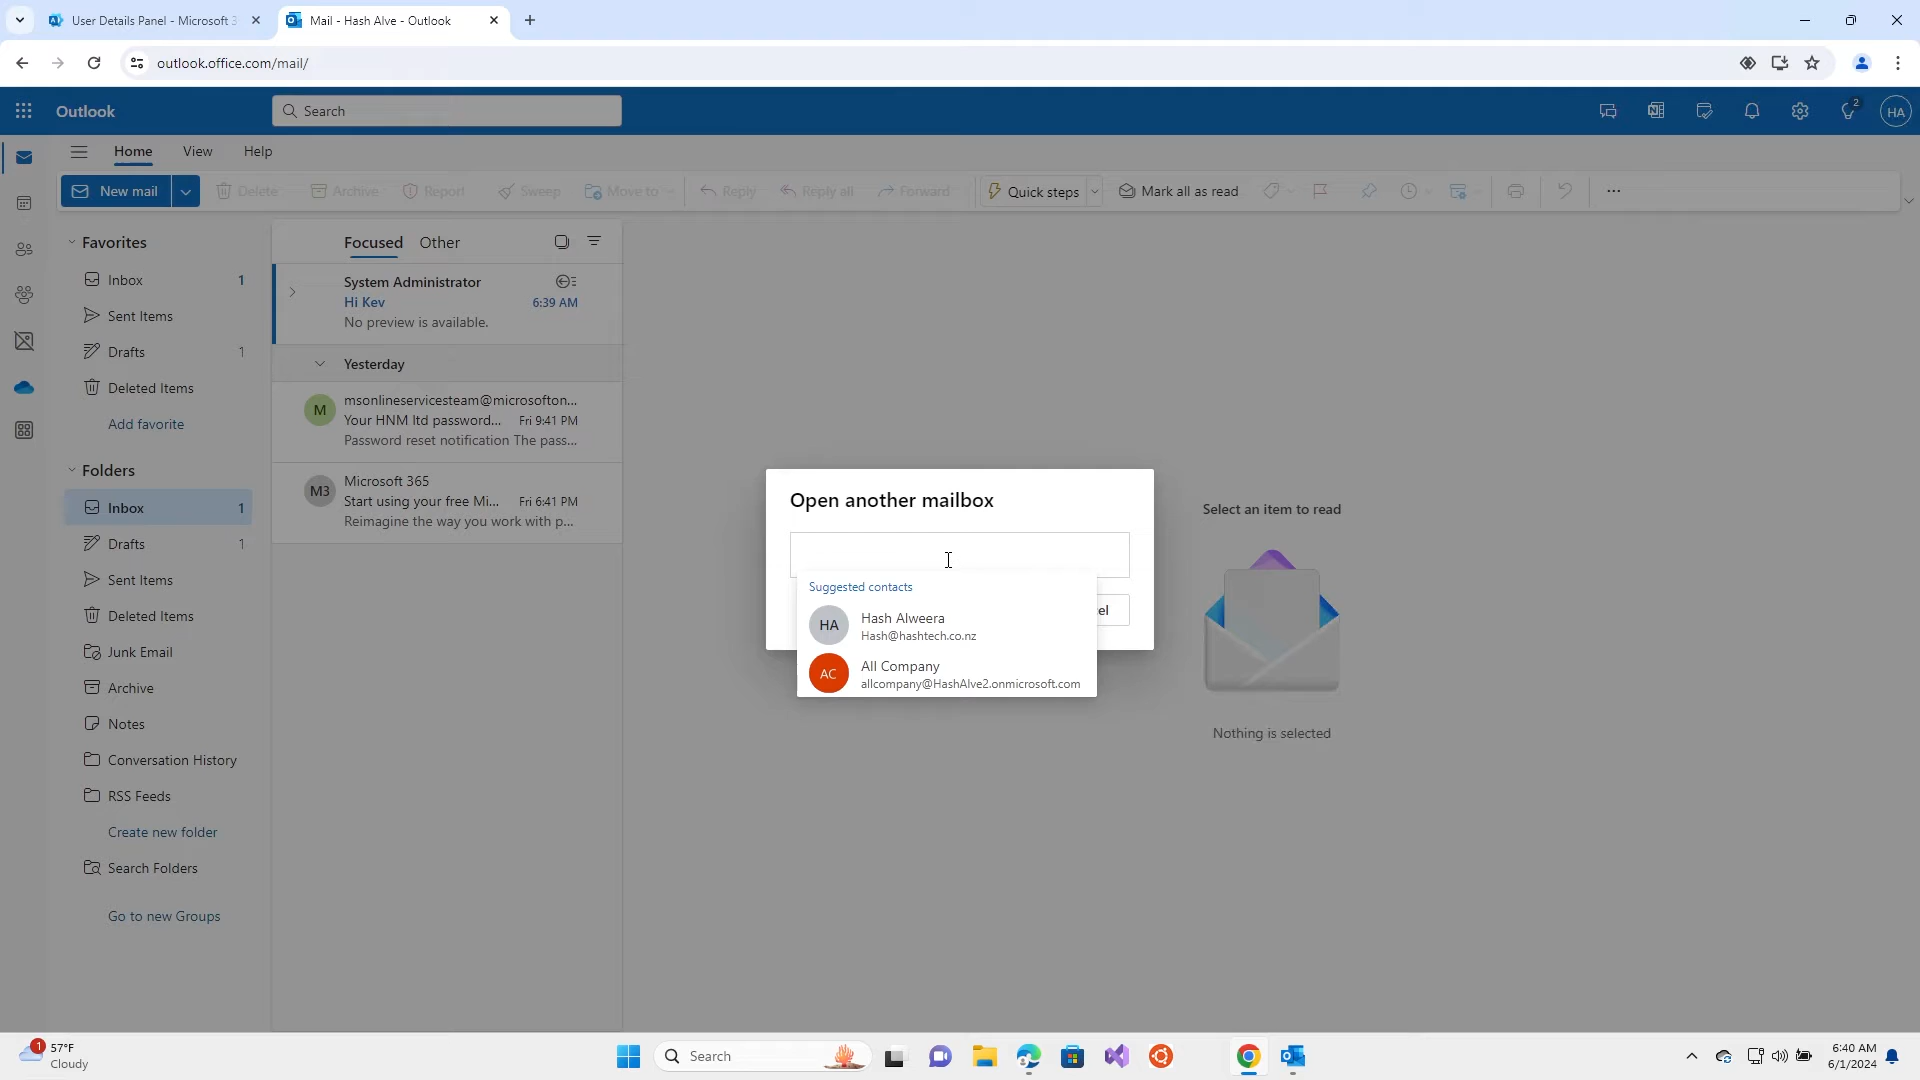 User Details Panel - Microsoft 3
Mail - Hash Alve - Outlook
outlook.office.com/mail/
Outlook
Search
2
HA
Home
View
Help
New mail
Delete
Archive
Report
Sweep
Move to
Reply
Reply all
Forward
Quick steps
Mark all as read
Favorites
Inbox 1
Sent Items
Drafts 1
Deleted Items
Add favorite
Folders
Inbox 1
Drafts 1
Sent Items
Deleted Items
Junk Email
Archive
Notes
Conversation History
RSS Feeds
Create new folder
Search Folders
Go to new Groups
Focused
Other
System Administrator
Hi Kev 6:39 AM
No preview is available.
Yesterday
M
msonlineservicesteam@microsofton...
Your HNM ltd password... Fri 9:41 PM
Password reset notification The pass...
M3
Microsoft 365
Start using your free Mi... Fri 6:41 PM
Reimagine the way you work with p...
Open another mailbox
Suggested contacts
HA
Hash Alweera
Hash@hashtech.co.nz
AC
All Company
allcompany@HashAlve2.onmicrosoft.com
el
Select an item to read
Nothing is selected
1
57°F
Cloudy
Search
6:40 AM
6/1/2024